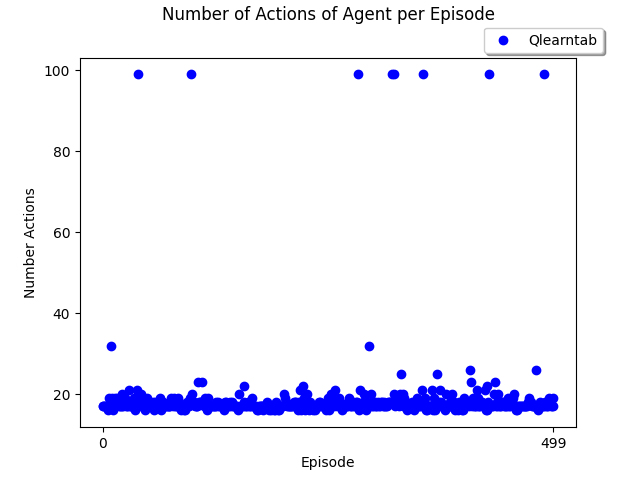 Number of Actions of Agent per Episode
Qlearntab
100
80
60
40
20
Number Actions
0
499
Episode